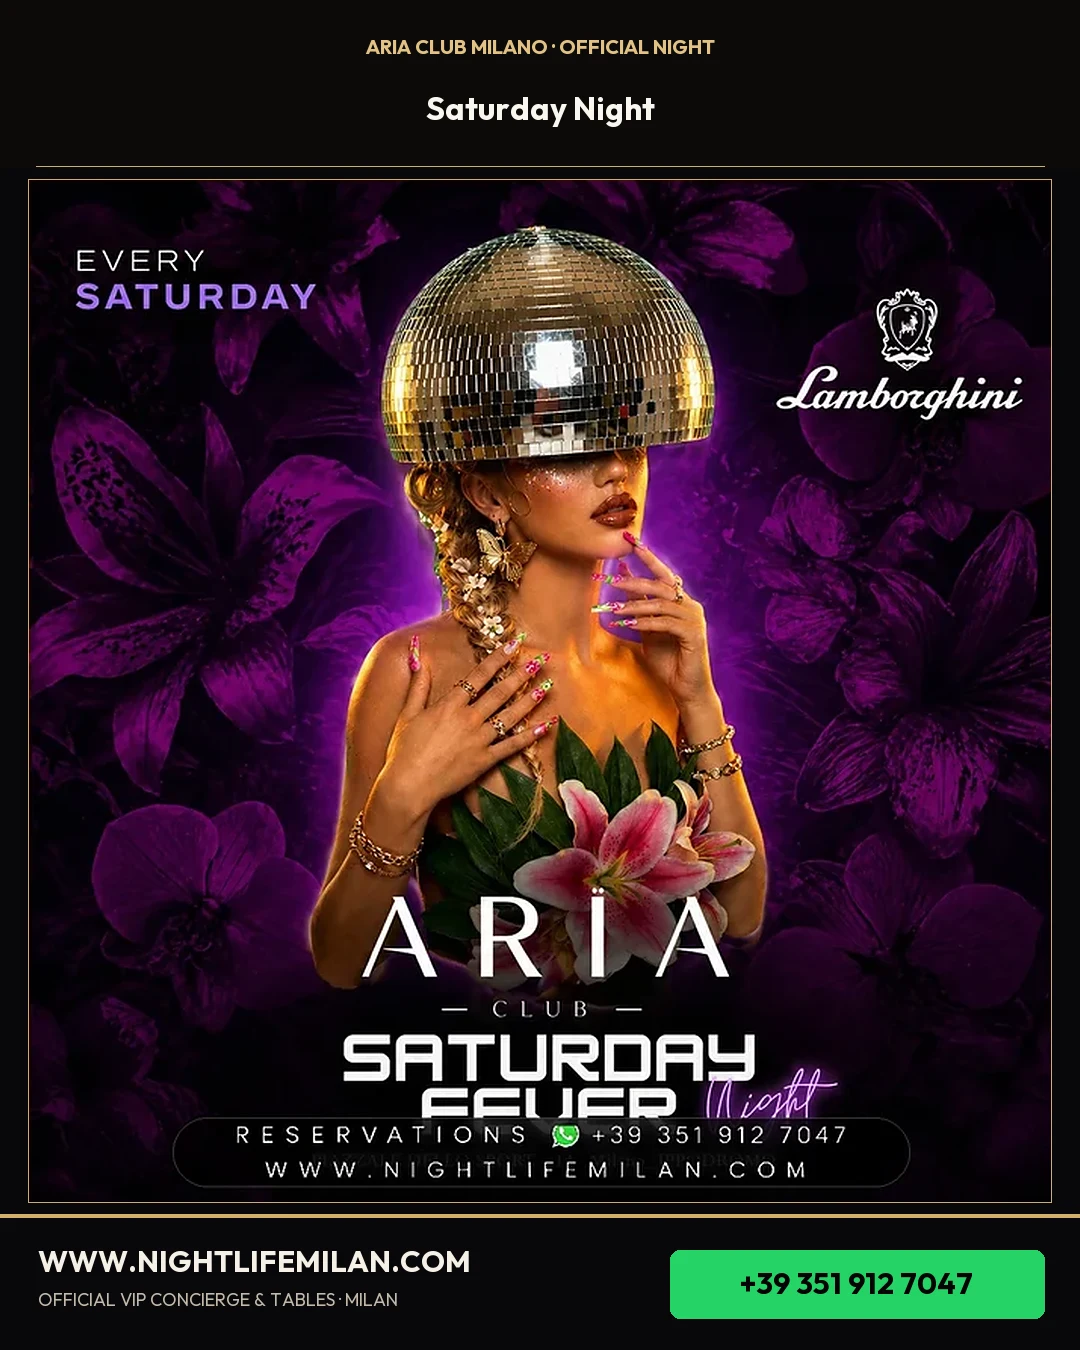 ARIA CLUB MILANO · OFFICIAL NIGHT
Saturday Night
EVERY
SATURDAY
Lamborghini
ARÏA
— CLUB —
SATURDAY
FEVER Night
RESERVATIONS +39 351 912 7047
WWW.NIGHTLIFEMILAN.COM
WWW.NIGHTLIFEMILAN.COM
OFFICIAL VIP CONCIERGE & TABLES · MILAN
+39 351 912 7047